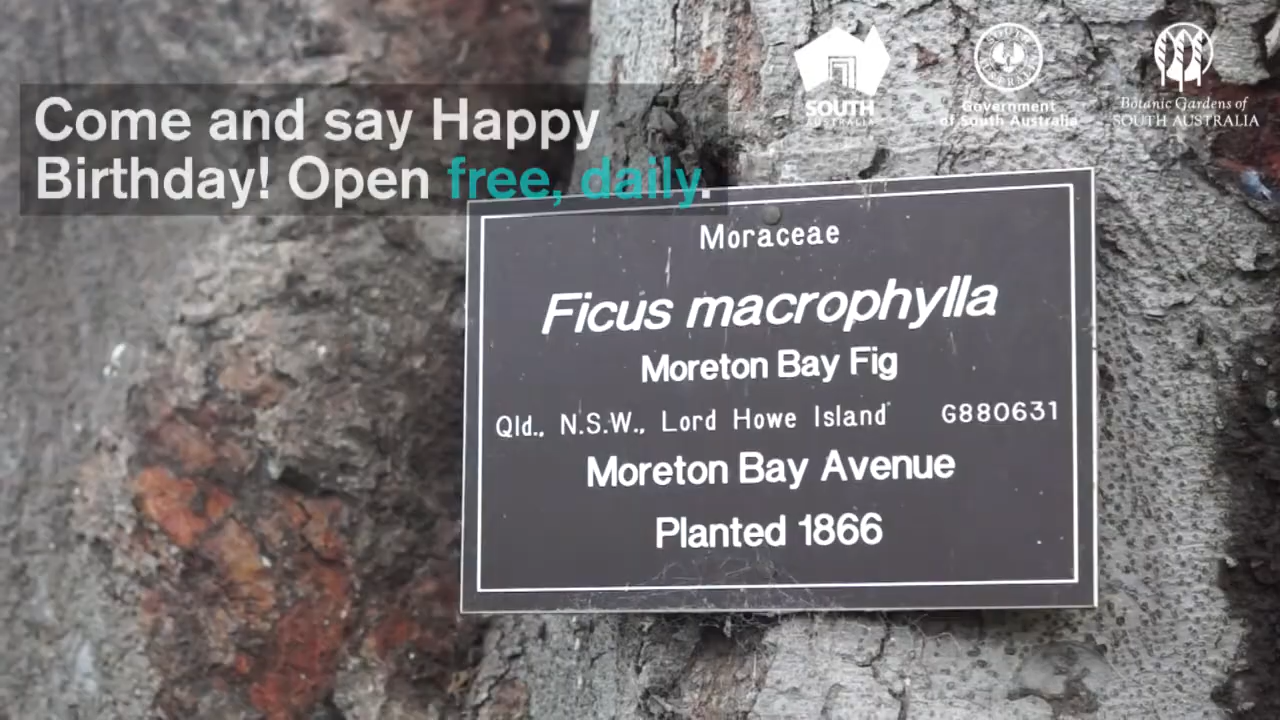 Come and say Happy
Birthday! Open free, daily.
SOUTH
AUSTRALIA
Government
of South Australia
Botanic Gardens of
SOUTH AUSTRALIA
Moraceae
Ficus macrophylla
Moreton Bay Fig
Qld., N.S.W., Lord Howe Island G880631
Moreton Bay Avenue
Planted 1866